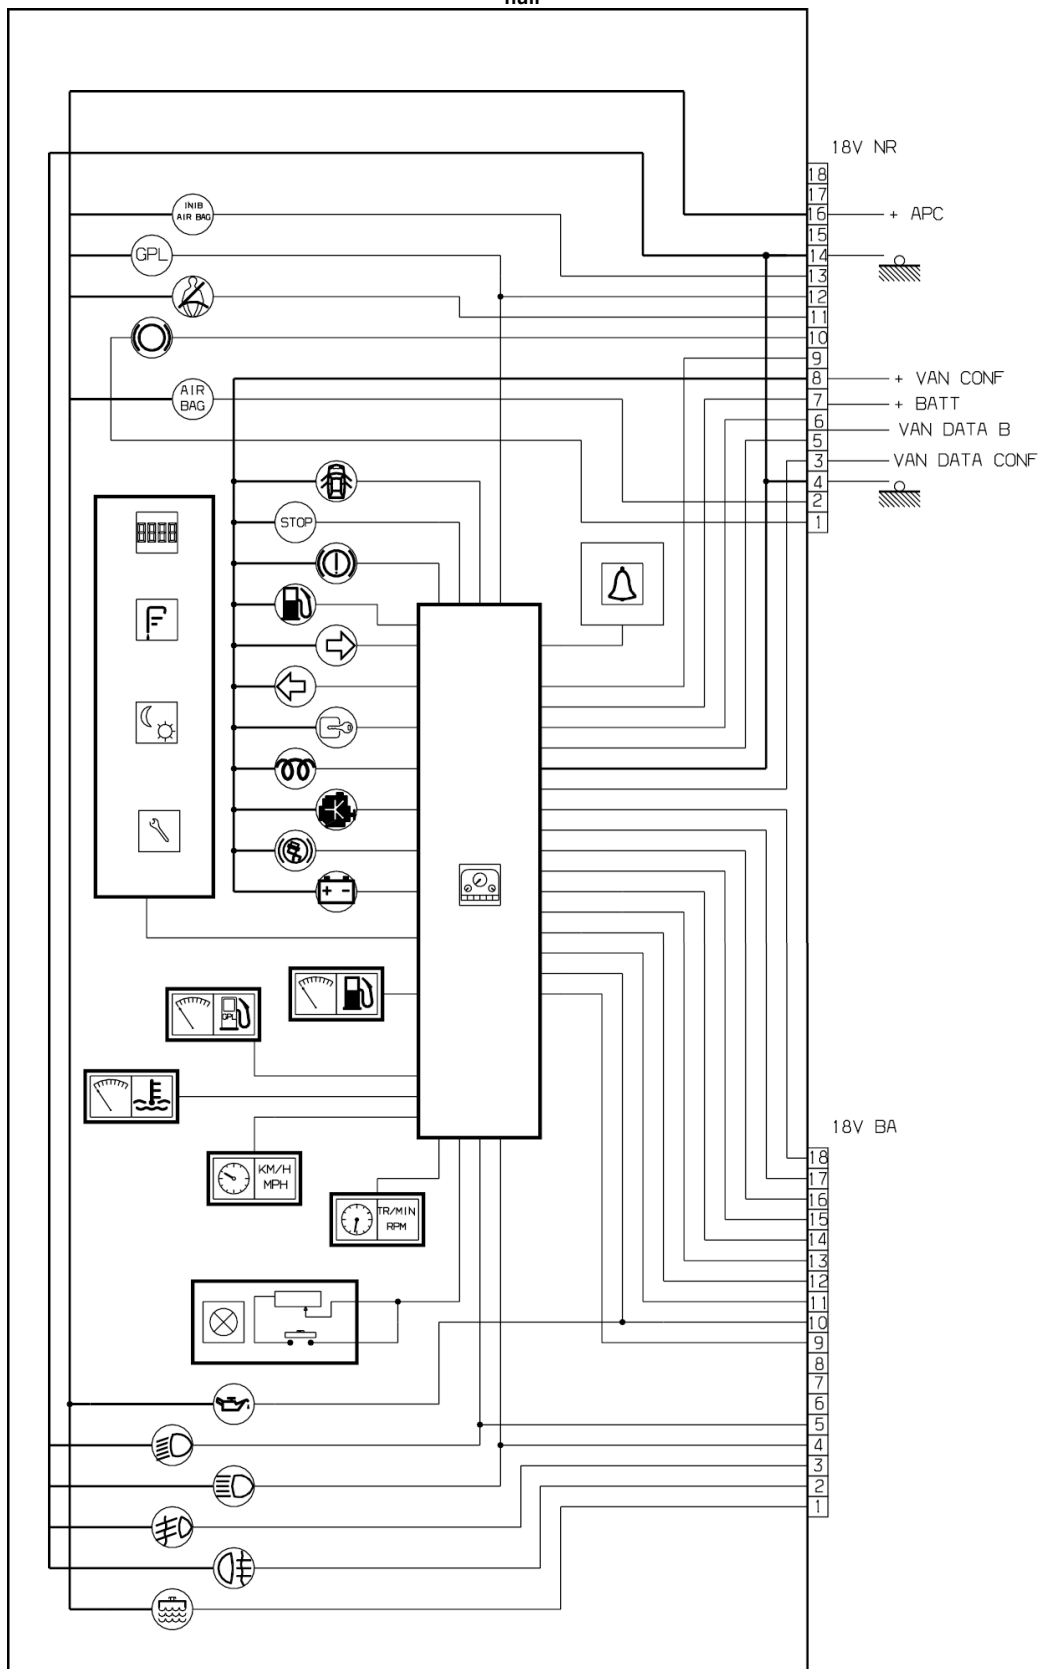 18V NR
18
17
INIB
AIR BAG
16
+ APC
15
GPL
14
13
12
11
10
9
8
+ VAN CONF
AIR
BAG
7
+ BATT
6
VAN DATA B
5
3
VAN DATA CONF
4
2
STOP
1
GPL
18V BA
18
KM/H
MPH
17
16
TR/MIN
RPM
15
14
13
12
11
10
9
8
7
6
5
4
3
2
1